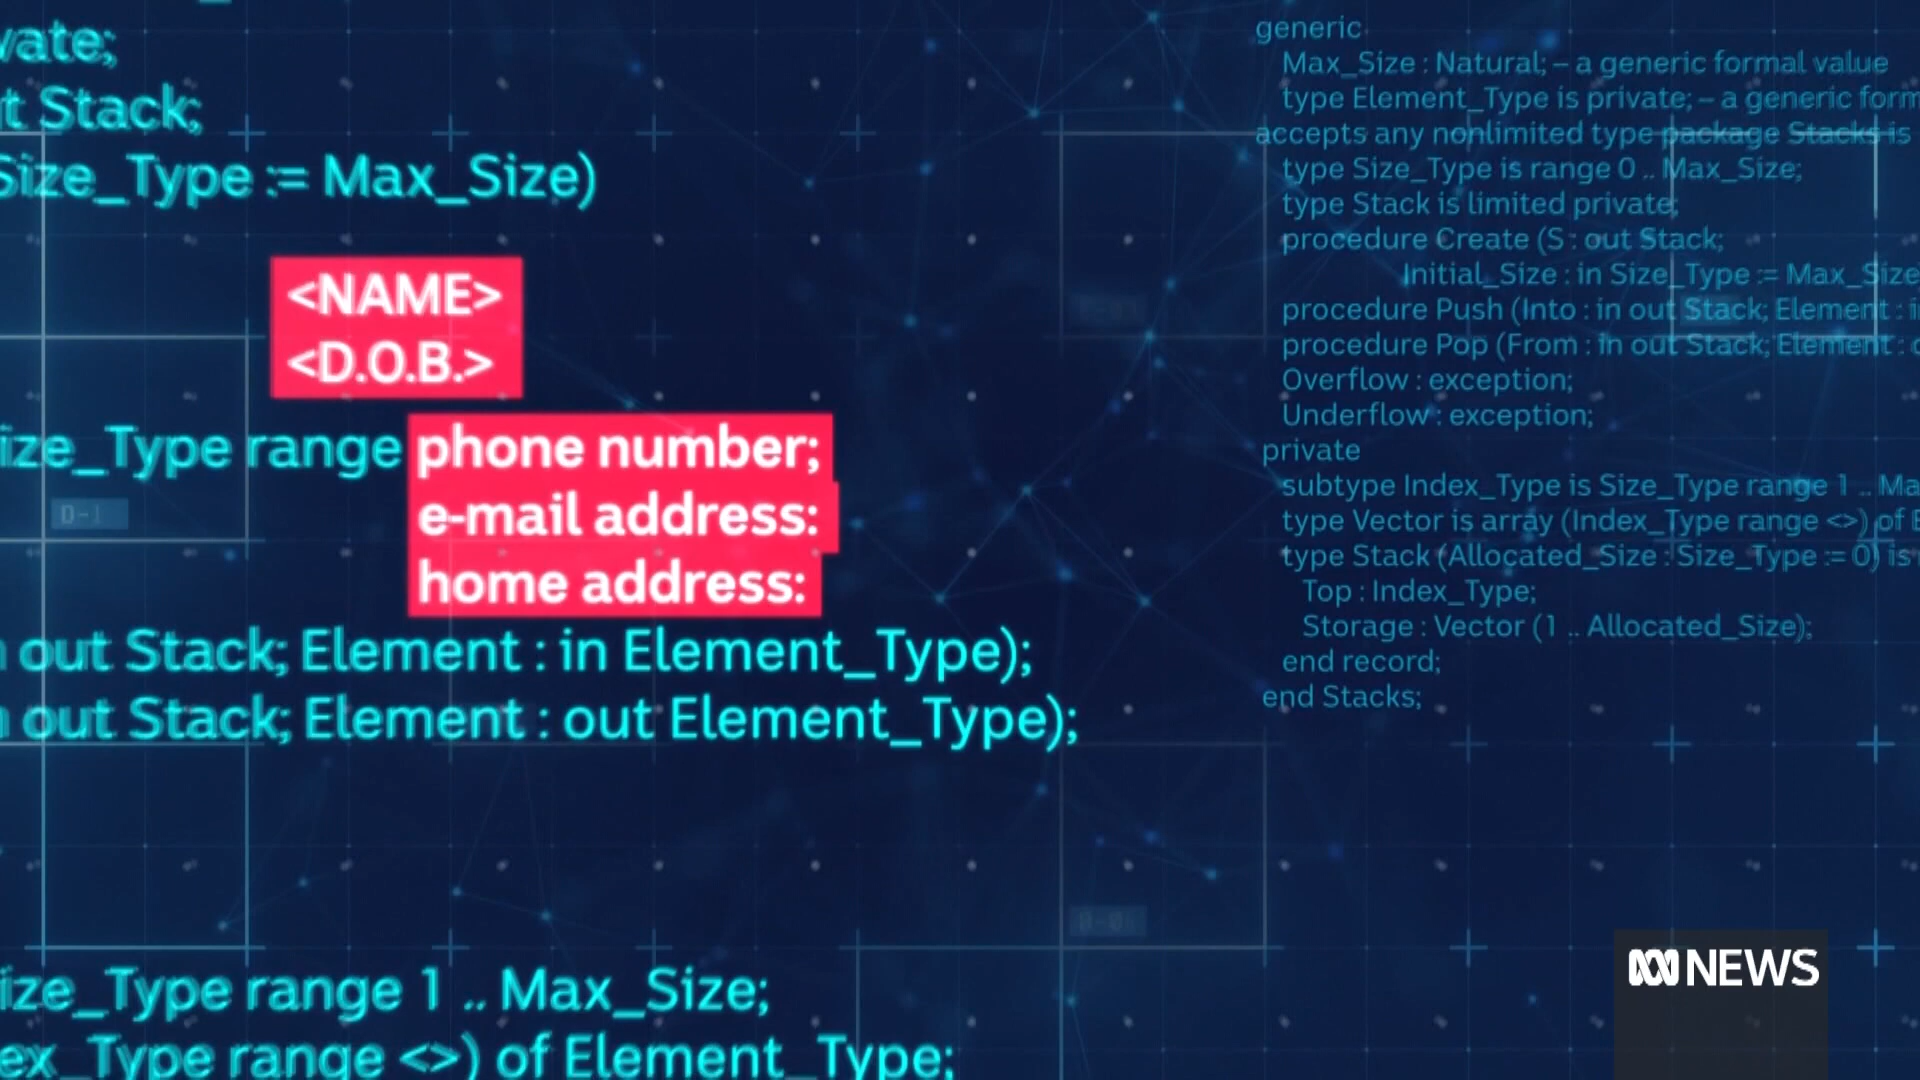 vate;
t Stack;
Size_Type := Max_Size)
<NAME>
<D.O.B.>
ize_Type range phone number;
e-mail address:
home address:
out Stack; Element : in Element_Type);
out Stack; Element : out Element_Type);
ize_Type range 1 .. Max_Size;
ex_Type range <>) of Element_Type;
D-1
generic
Max_Size : Natural; – a generic formal value
type Element_Type is private; – a generic form
accepts any nonlimited type package Stacks is
type Size_Type is range 0 .. Max_Size;
type Stack is limited private;
procedure Create (S : out Stack;
Initial_Size : in Size_Type := Max_Size
procedure Push (Into : in out Stack; Element : i
procedure Pop (From : in out Stack; Element : o
Overflow : exception;
Underflow : exception;
private
subtype Index_Type is Size_Type range 1 .. Ma
type Vector is array (Index_Type range <>) of E
type Stack (Allocated_Size : Size_Type := 0) is
Top : Index_Type;
Storage : Vector (1 .. Allocated_Size);
end record;
end Stacks;
NEWS